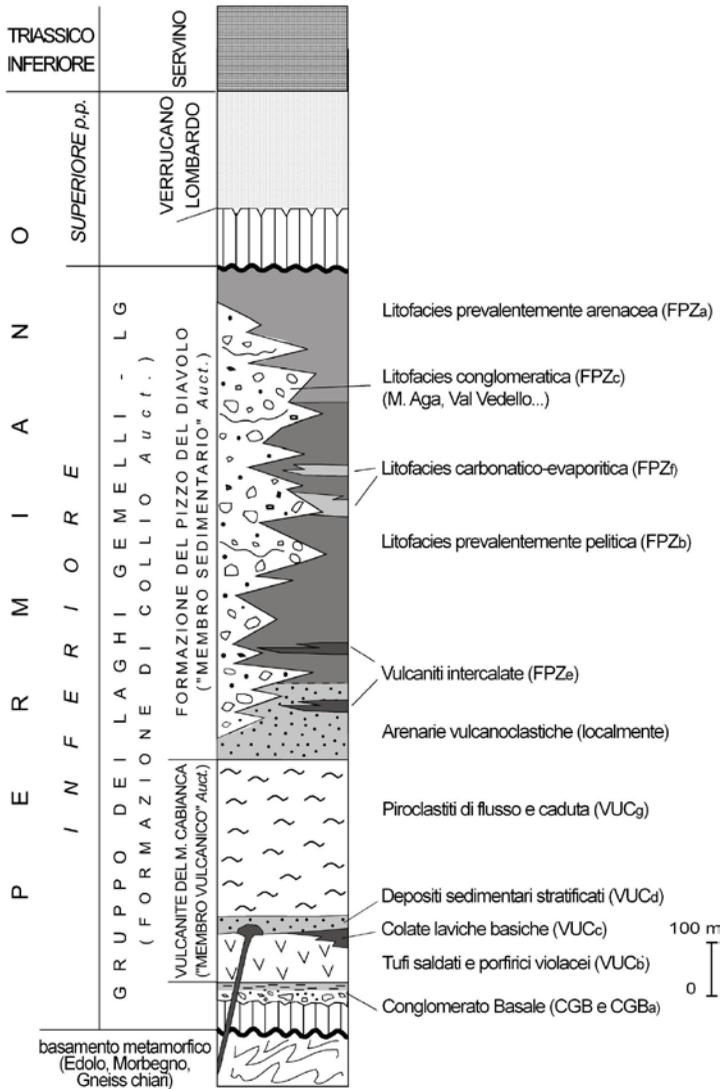 TRIASSICO
INFERIORE
SERVINO
PERMIANO
SUPERIORE p.p.
VERRUCANO
LOMBARDO
INFERIORE
GRUPPO DEI LAGHI GEMELLI - LG
(FORMAZIONE DI COLLIO Auct.)
FORMAZIONE DEL PIZZO DEL DIAVOLO
("MEMBRO SEDIMENTARIO" Auct.)
VULCANITE DEL M. CABIANCA
("MEMBRO VULCANICO" Auct.)
basamento metamorfico
(Edolo, Morbegno,
Gneiss chiari)
Litofacies prevalentemente arenacea (FPZa)
Litofacies conglomeratica (FPZc)
(M. Aga, Val Vedello...)
Litofacies carbonatico-evaporitica (FPZf)
Litofacies prevalentemente pelitica (FPZb)
Vulcaniti intercalate (FPZe)
Arenarie vulcanoclastiche (localmente)
Piroclastiti di flusso e caduta (VUCg)
Depositi sedimentari stratificati (VUCd)
Colate laviche basiche (VUCc)
Tufi saldati e porfirici violacei (VUCb)
Conglomerato Basale (CGB e CGBa)
100 m
0